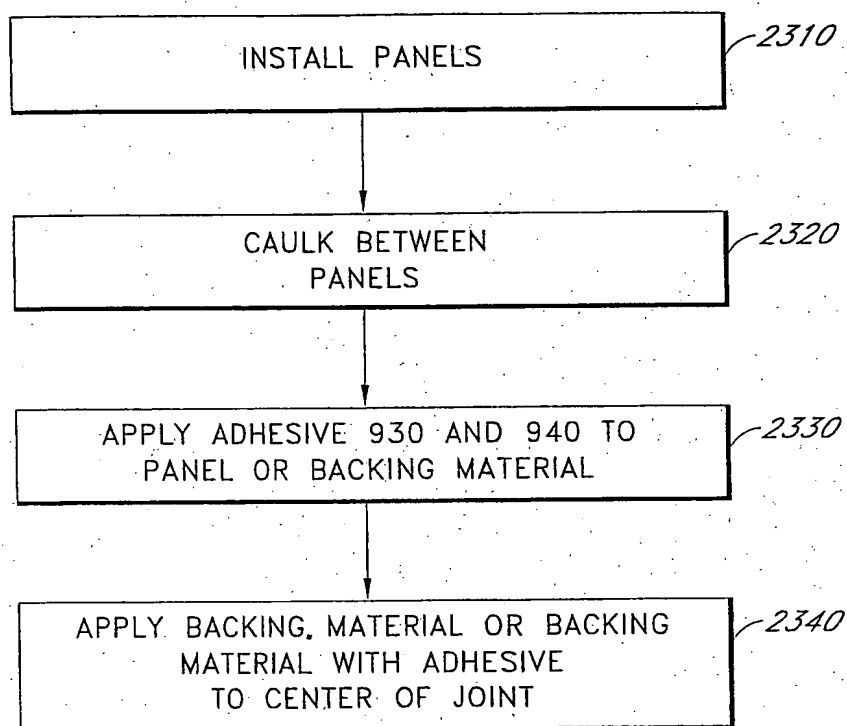 INSTALL PANELS
2310
CAULK BETWEEN
PANELS
2320
APPLY ADHESIVE 930 AND 940 TO
PANEL OR BACKING MATERIAL
2330
APPLY BACKING. MATERIAL OR BACKING
MATERIAL WITH ADHESIVE
TO CENTER OF JOINT
2340